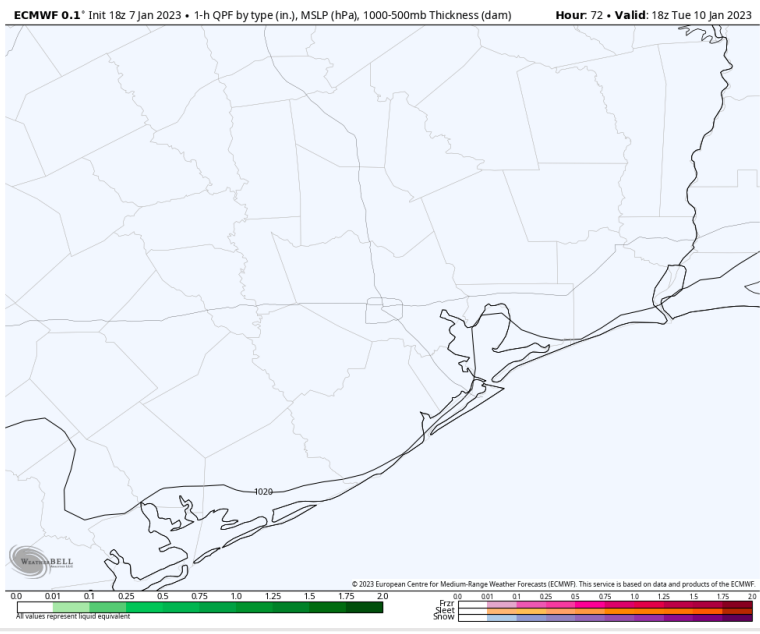 ECMWF 0.1° Init 18z 7 Jan 2023 • 1-h QPF by type (in.), MSLP (hPa), 1000-500mb Thickness (dam) Hour: 72 • Valid: 18z Tue 10 Jan 2023
1020
WEATHERBELL
© 2023 European Centre for Medium-Range Weather Forecasts (ECMWF). This service is based on data and products of the ECMWF.
0.0 0.01 0.1 0.25 0.5 0.75 1.0 1.25 1.5 1.75 2.0
All values represent liquid equivalent
0.0 0.01 0.1 0.25 0.5 0.75 1.0 1.25 1.5 1.75 2.0
Frzr
Sleet
Snow